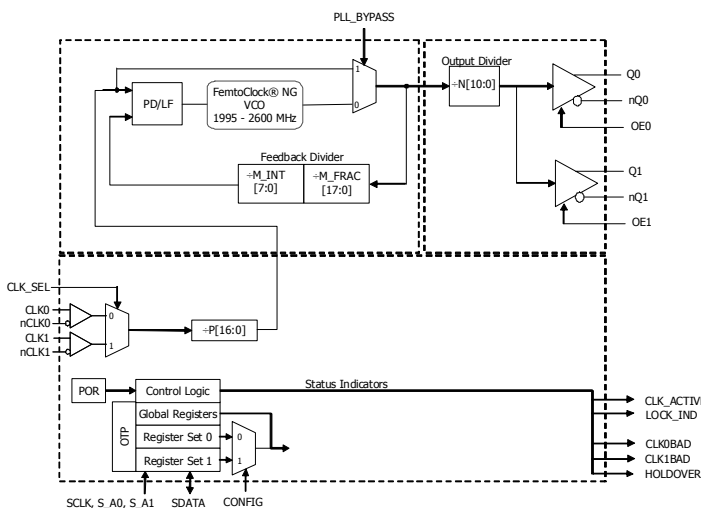 PLL_BYPASS
Output Divider
÷N[10:0]
Q0
nQ0
OE0
1
0
PD/LF
FemtoClock® NG
VCO
1995 - 2600 MHz
Feedback Divider
÷M_INT
[7:0]
÷M_FRAC
[17:0]
Q1
nQ1
OE1
CLK_SEL
CLK0
nCLK0
CLK1
nCLK1
0
1
÷P[16:0]
POR
Control Logic
Status Indicators
OTP
Global Registers
Register Set 0
Register Set 1
0
1
CLK_ACTIV
LOCK_IND
CLK0BAD
CLK1BAD
HOLDOVER
SCLK, S_A0, S_A1
SDATA
CONFIG